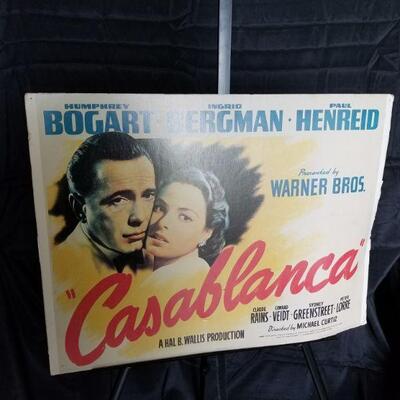 HUMPHREY INGRID PAUL
BOGART · BERGMAN · HENREID
Presented by
WARNER BROS.
"Casablanca"
CLAUDE CONRAD SYDNEY PETER
RAINS · VEIDT · GREENSTREET · LORRE
Directed by MICHAEL CURTIZ
A HAL B. WALLIS PRODUCTION